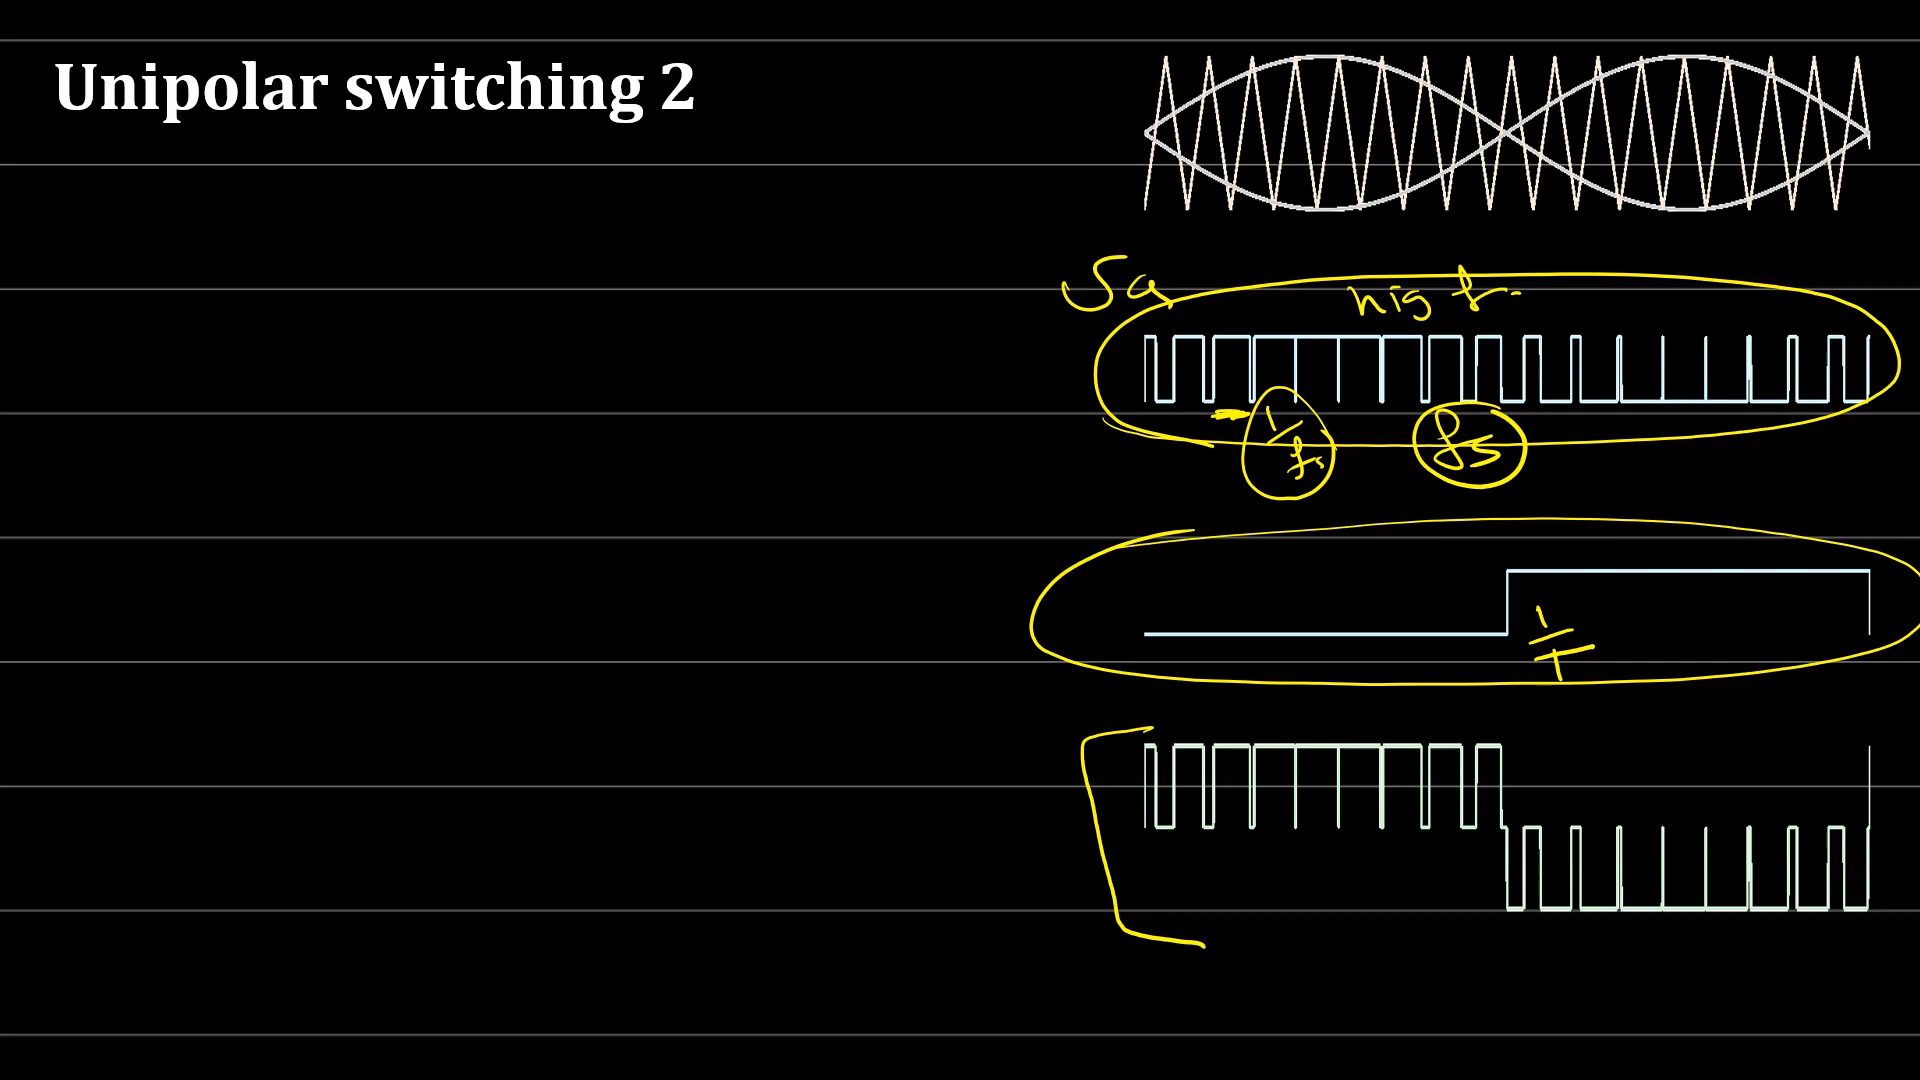 Unipolar switching 2
Sa
hig f.
1/fs
fs
1/T